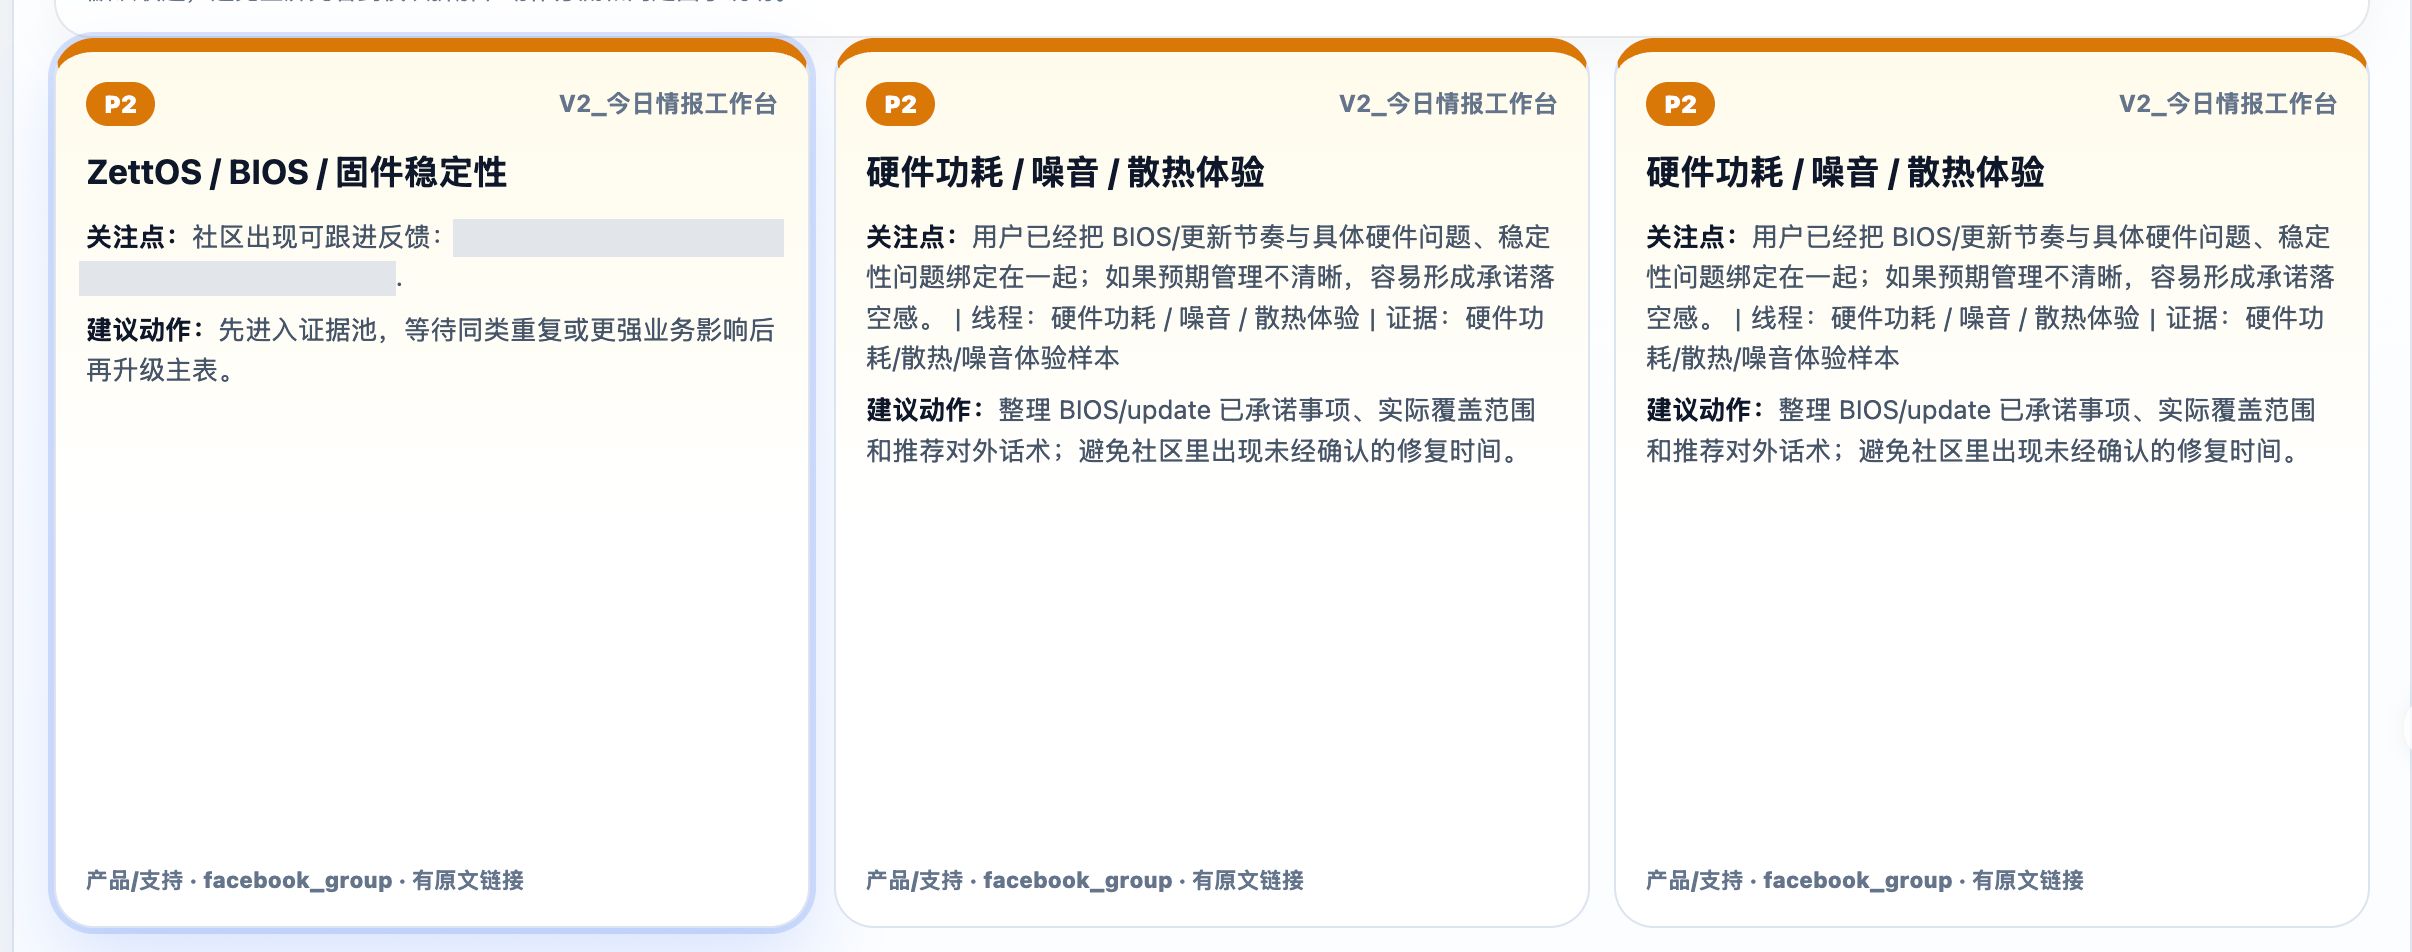 P2
V2_今日情报工作台
ZettOS / BIOS / 固件稳定性
关注点：社区出现可跟进反馈：
.
建议动作：先进入证据池，等待同类重复或更强业务影响后
再升级主表。
产品/支持 · facebook_group · 有原文链接
P2
V2_今日情报工作台
硬件功耗 / 噪音 / 散热体验
关注点：用户已经把 BIOS/更新节奏与具体硬件问题、稳定
性问题绑定在一起；如果预期管理不清晰，容易形成承诺落
空感。 | 线程：硬件功耗 / 噪音 / 散热体验 | 证据：硬件功
耗/散热/噪音体验样本
建议动作：整理 BIOS/update 已承诺事项、实际覆盖范围
和推荐对外话术；避免社区里出现未经确认的修复时间。
产品/支持 · facebook_group · 有原文链接
P2
V2_今日情报工作台
硬件功耗 / 噪音 / 散热体验
关注点：用户已经把 BIOS/更新节奏与具体硬件问题、稳定
性问题绑定在一起；如果预期管理不清晰，容易形成承诺落
空感。 | 线程：硬件功耗 / 噪音 / 散热体验 | 证据：硬件功
耗/散热/噪音体验样本
建议动作：整理 BIOS/update 已承诺事项、实际覆盖范围
和推荐对外话术；避免社区里出现未经确认的修复时间。
产品/支持 · facebook_group · 有原文链接